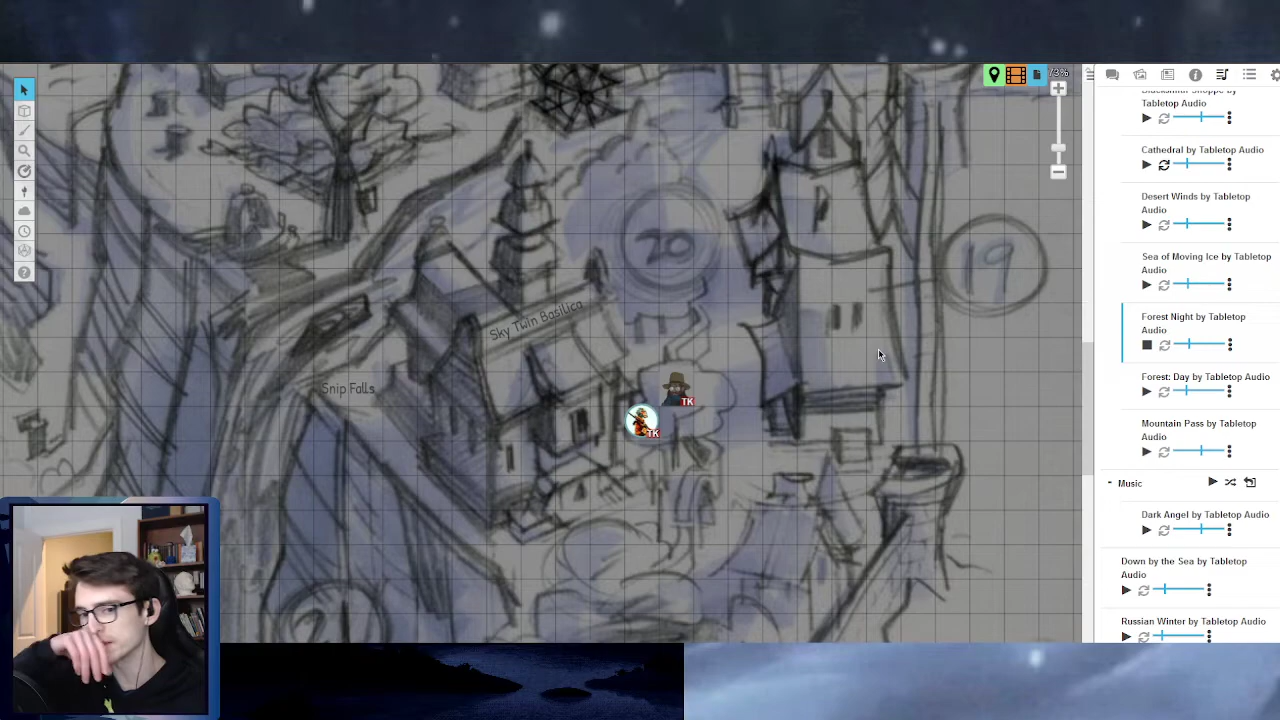 73%
Blacksmith Shoppe by
Tabletop Audio
Cathedral by Tabletop Audio
Desert Winds by Tabletop
Audio
Sea of Moving Ice by Tabletop
Audio
20
19
Sky Twin Basilica
Forest Night by Tabletop
Audio
Snip Falls
TK
TK
Forest: Day by Tabletop Audio
Mountain Pass by Tabletop
Audio
Music
Dark Angel by Tabletop Audio
Down by the Sea by Tabletop
Audio
Russian Winter by Tabletop Audio